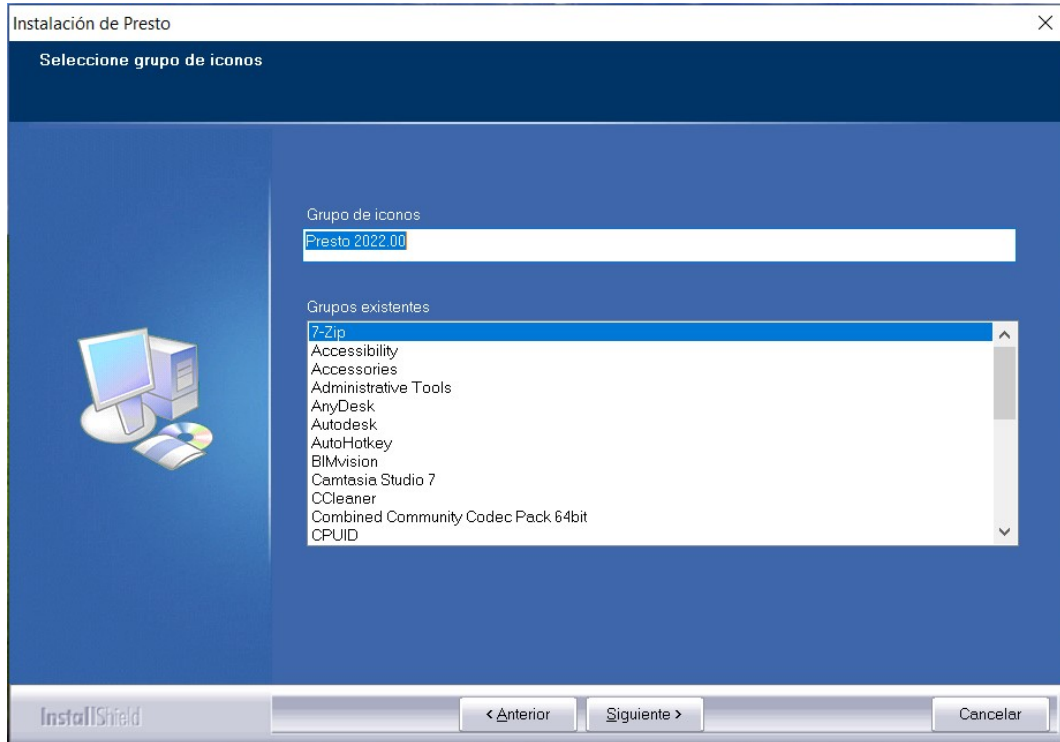 Instalación de Presto
Seleccione grupo de iconos
Grupo de iconos
Presto 2022.00
Grupos existentes
7-Zip
Accessibility
Accessories
Administrative Tools
AnyDesk
Autodesk
AutoHotkey
BIMvision
Camtasia Studio 7
CCleaner
Combined Community Codec Pack 64bit
CPUID
InstallShield
< Anterior
Siguiente >
Cancelar